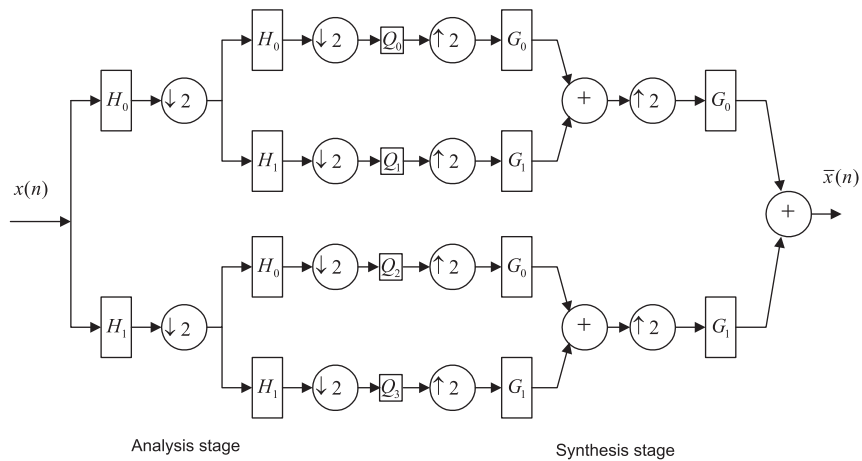 H₀ ↓2 Q₀ ↑2 G₀
H₀ ↓2 + ↑2 G₀
H₁ ↓2 Q₁ ↑2 G₁
x(n) x̄(n)
+
H₀ ↓2 Q₂ ↑2 G₀
H₁ ↓2 + ↑2 G₁
H₁ ↓2 Q₃ ↑2 G₁
Analysis stage Synthesis stage